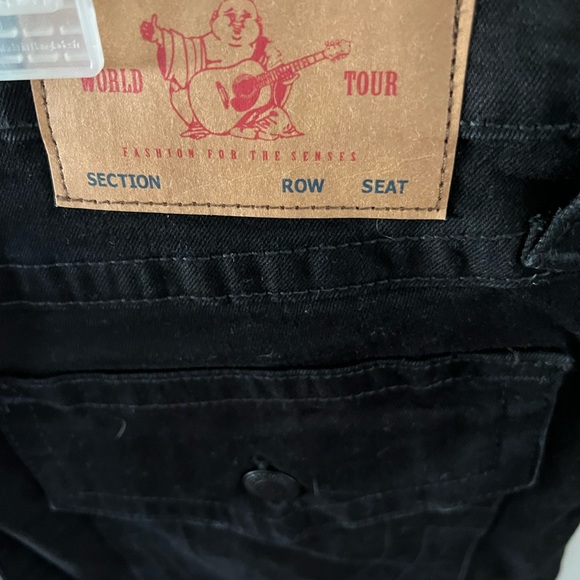 WORLD TOUR
FASHION FOR THE SENSES
SECTION ROW SEAT